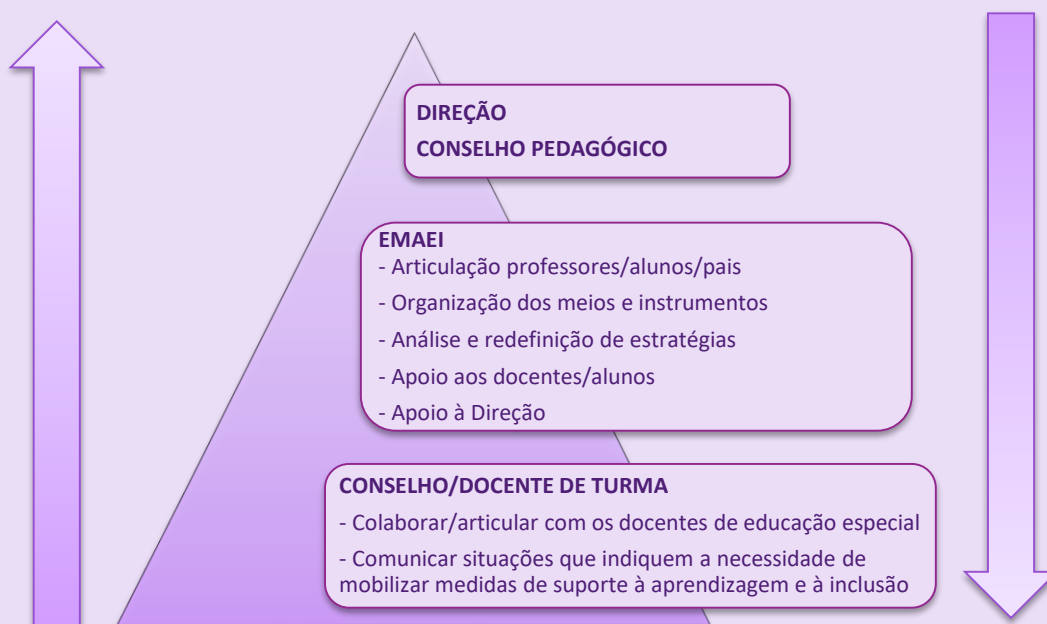 DIREÇÃO
CONSELHO PEDAGÓGICO
EMAEI
- Articulação professores/alunos/pais
- Organização dos meios e instrumentos
- Análise e redefinição de estratégias
- Apoio aos docentes/alunos
- Apoio à Direção
CONSELHO/DOCENTE DE TURMA
- Colaborar/articular com os docentes de educação especial
- Comunicar situações que indiquem a necessidade de
mobilizar medidas de suporte à aprendizagem e à inclusão